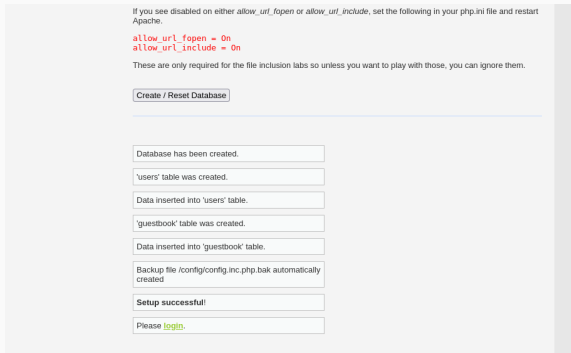 If you see disabled on either allow_url_fopen or allow_url_include, set the following in your php.ini file and restart
Apache.
allow_url_fopen = On
allow_url_include = On
These are only required for the file inclusion labs so unless you want to play with those, you can ignore them.
Create / Reset Database
Database has been created.
'users' table was created.
Data inserted into 'users' table.
'guestbook' table was created.
Data inserted into 'guestbook' table.
Backup file /config/config.inc.php.bak automatically
created
Setup successful!
Please login.